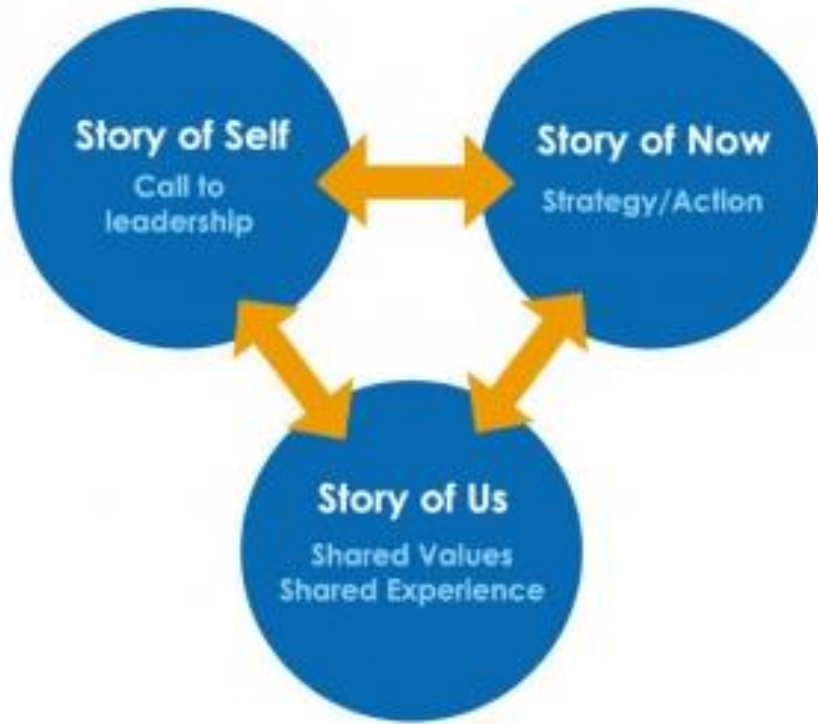 Story of Self
Call to
leadership
Story of Now
Strategy/Action
Story of Us
Shared Values
Shared Experience